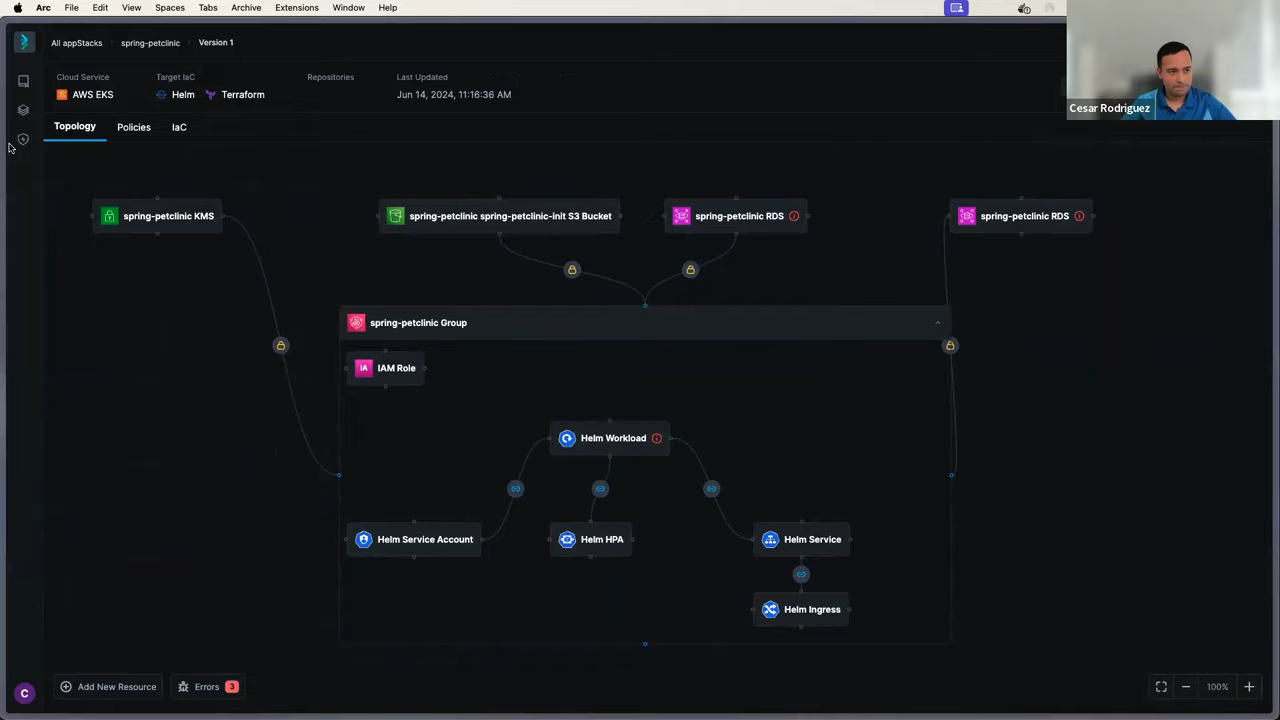 Arc File Edit View Spaces Tabs Archive Extensions Window Help
All appStacks spring-petclinic Version 1
Cloud Service Target IaC Repositories Last Updated
AWS EKS Helm Terraform Jun 14, 2024, 11:16:36 AM
Cesar Rodriguez
Topology Policies IaC
spring-petclinic KMS
spring-petclinic spring-petclinic-init S3 Bucket
spring-petclinic RDS
spring-petclinic RDS
spring-petclinic Group
IA IAM Role
Helm Workload
Helm Service Account
Helm HPA
Helm Service
Helm Ingress
C
Add New Resource
Errors 3
100%